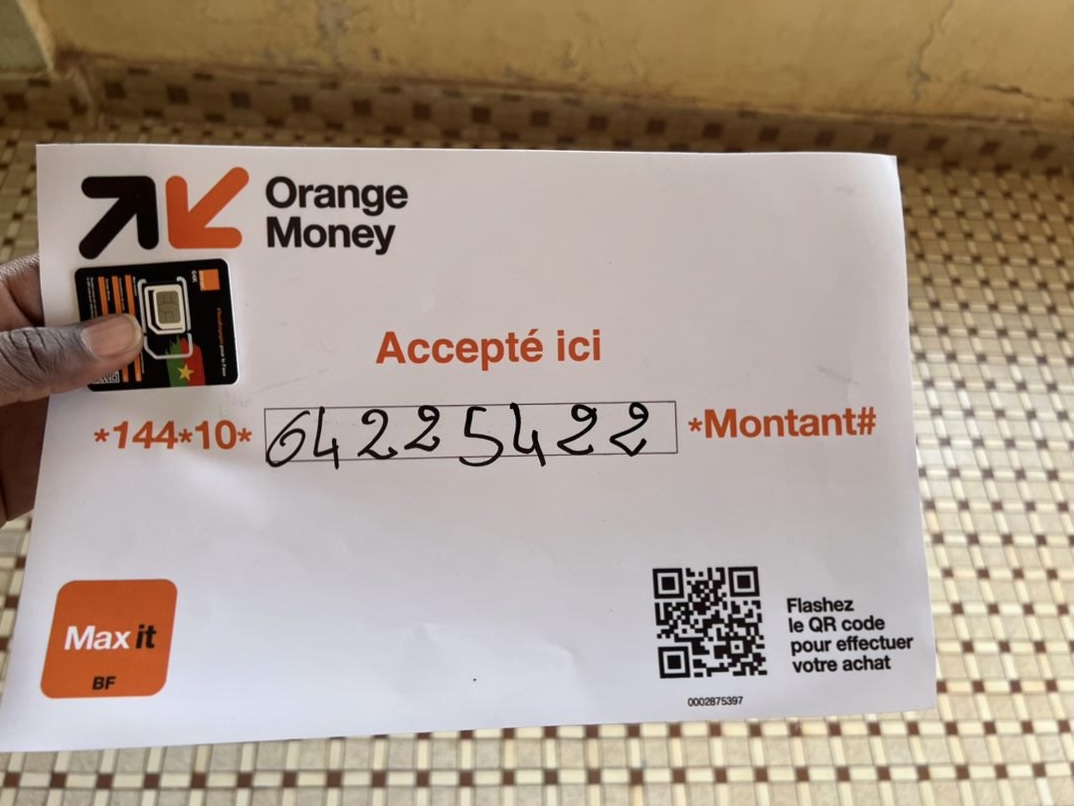 Orange
Money
Accepté ici
*144*10* 64225422 *Montant#
Max it
BF
Flashez
le QR code
pour effectuer
votre achat
0002875397